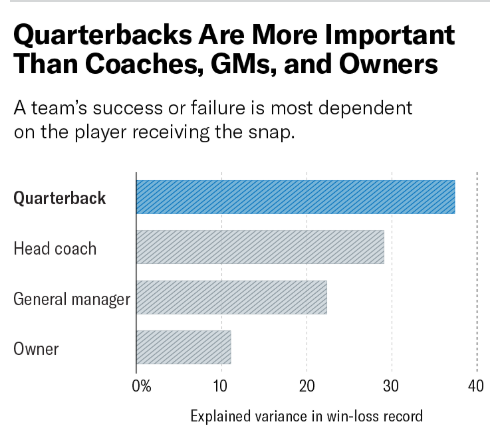 Quarterbacks Are More Important
Than Coaches, GMs, and Owners
A team's success or failure is most dependent
on the player receiving the snap.
Quarterback
Head coach
General manager
Owner
0% 10 20 30 40
Explained variance in win-loss record